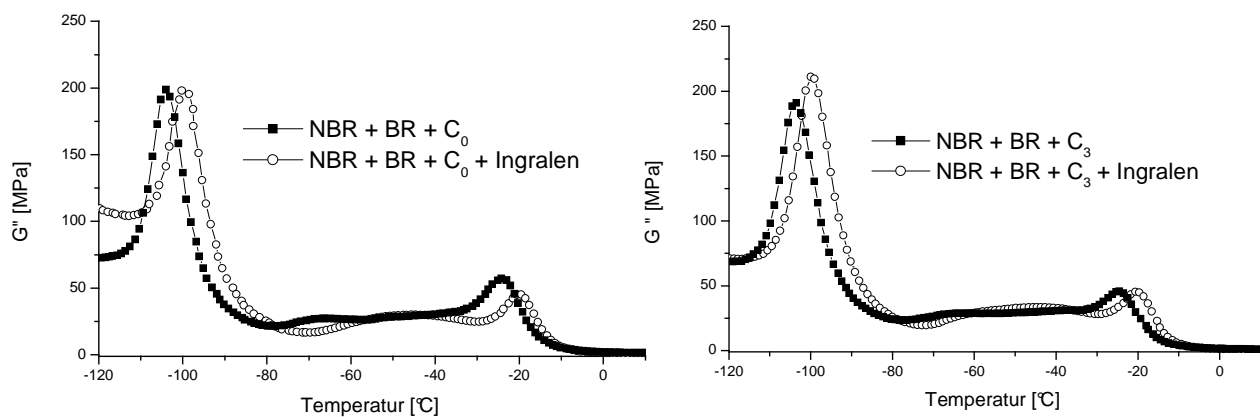 250
200
150
100
50
0
G'' [MPa]
-120 -100 -80 -60 -40 -20 0
Temperatur [°C]
NBR + BR + C₀
NBR + BR + C₀ + Ingralen
250
200
150
100
50
0
G'' [MPa]
-120 -100 -80 -60 -40 -20 0
Temperatur [°C]
NBR + BR + C₃
NBR + BR + C₃ + Ingralen